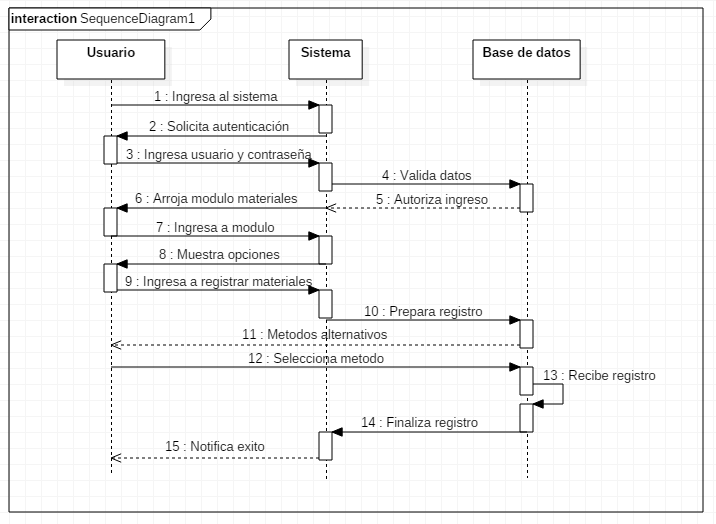 interaction SequenceDiagram1
Usuario
Sistema
Base de datos
1 : Ingresa al sistema
2 : Solicita autenticación
3 : Ingresa usuario y contraseña
4 : Valida datos
5 : Autoriza ingreso
6 : Arroja modulo materiales
7 : Ingresa a modulo
8 : Muestra opciones
9 : Ingresa a registrar materiales
10 : Prepara registro
11 : Metodos alternativos
12 : Selecciona metodo
13 : Recibe registro
14 : Finaliza registro
15 : Notifica exito